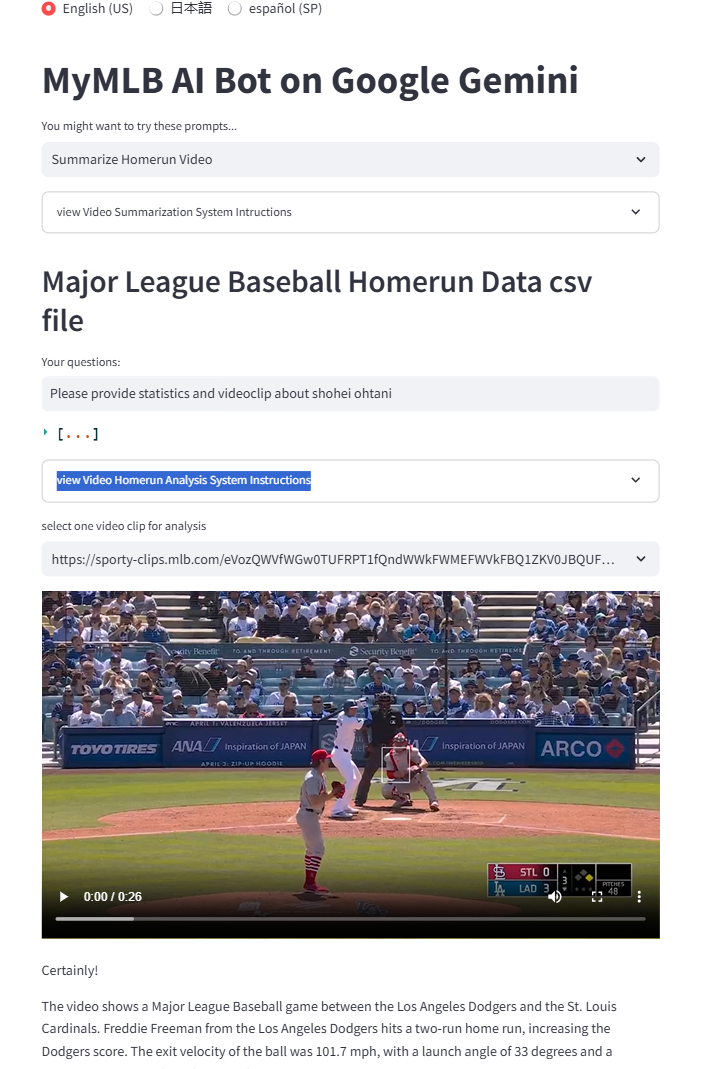 English (US) 日本語 español (SP)
MyMLB AI Bot on Google Gemini
You might want to try these prompts...
Summarize Homerun Video
view Video Summarization System Intructions
Major League Baseball Homerun Data csv
file
Your questions:
Please provide statistics and videoclip about shohei ohtani
[...]
view Video Homerun Analysis System Instructions
select one video clip for analysis
https://sporty-clips.mlb.com/eVozQWVfWGw0TUFRPT1fQndWWkFWMEFWVkFBQ1ZKV0JBQUF...
TO AND THROUGH RETIREMENT Security Benefit TO AND THROUGH RETIREMENT
APRIL 7: VALENZUELA JERSEY
TOYO TIRES ANA Inspiration of JAPAN Inspiration of JAPAN ARCO
APRIL 3: ZIP-UP HOODIE
STL 0
LAD 3
3
PITCHES
48
0:00 / 0:26
Certainly!
The video shows a Major League Baseball game between the Los Angeles Dodgers and the St. Louis
Cardinals. Freddie Freeman from the Los Angeles Dodgers hits a two-run home run, increasing the
Dodgers score. The exit velocity of the ball was 101.7 mph, with a launch angle of 33 degrees and a